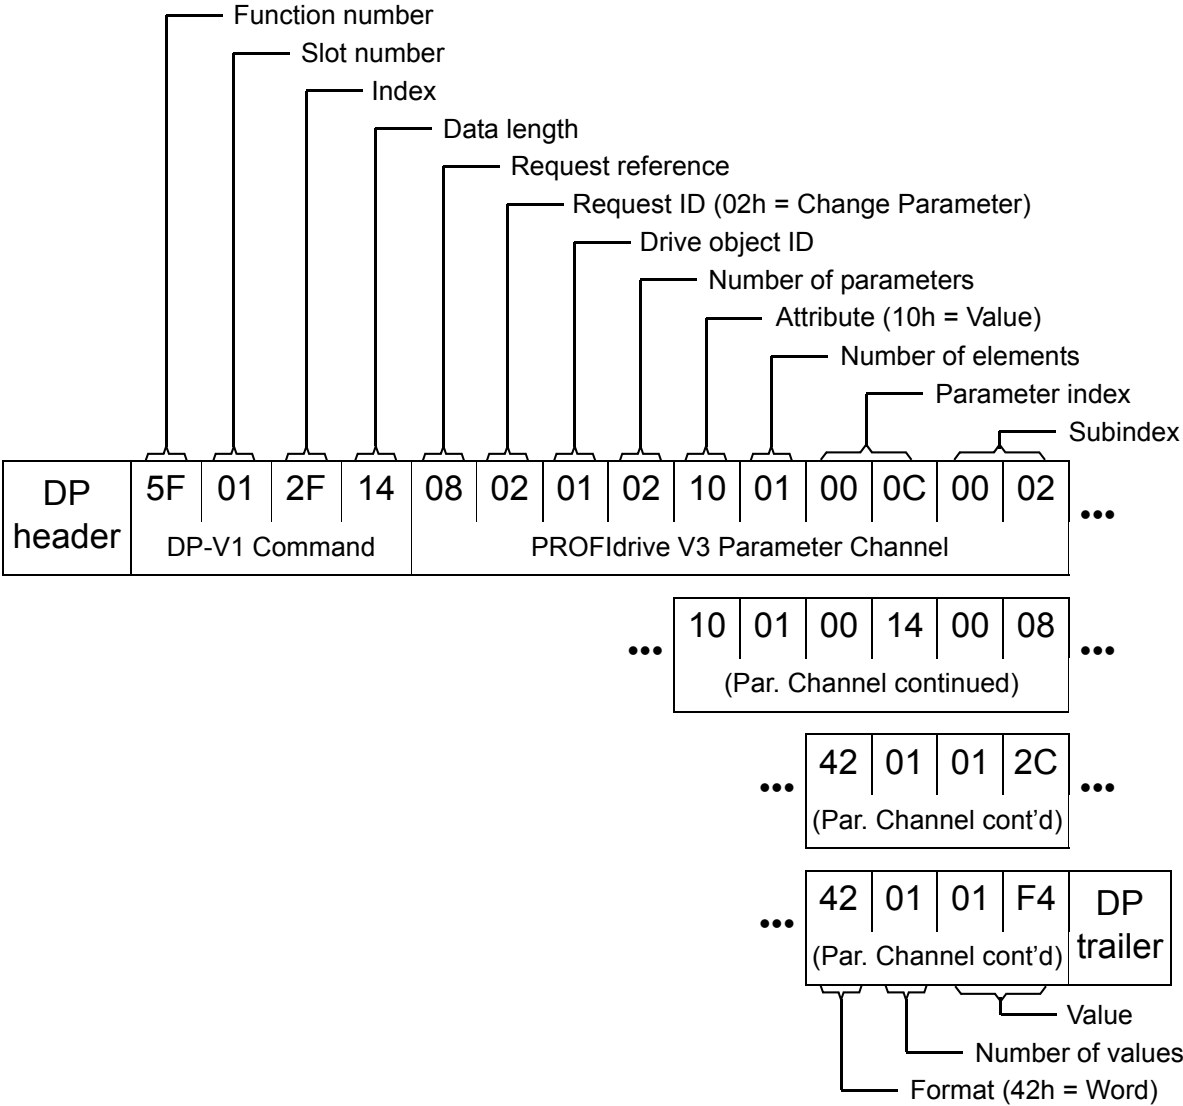 Function number
Slot number
Index
Data length
Request reference
Request ID (02h = Change Parameter)
Drive object ID
Number of parameters
Attribute (10h = Value)
Number of elements
Parameter index
Subindex
DP header
5F 01 2F 14 08 02 01 02 10 01 00 0C 00 02 •••
DP-V1 Command PROFIdrive V3 Parameter Channel
••• 10 01 00 14 00 08 •••
(Par. Channel continued)
••• 42 01 01 2C •••
(Par. Channel cont’d)
••• 42 01 01 F4
(Par. Channel cont’d)
DP trailer
Value
Number of values
Format (42h = Word)